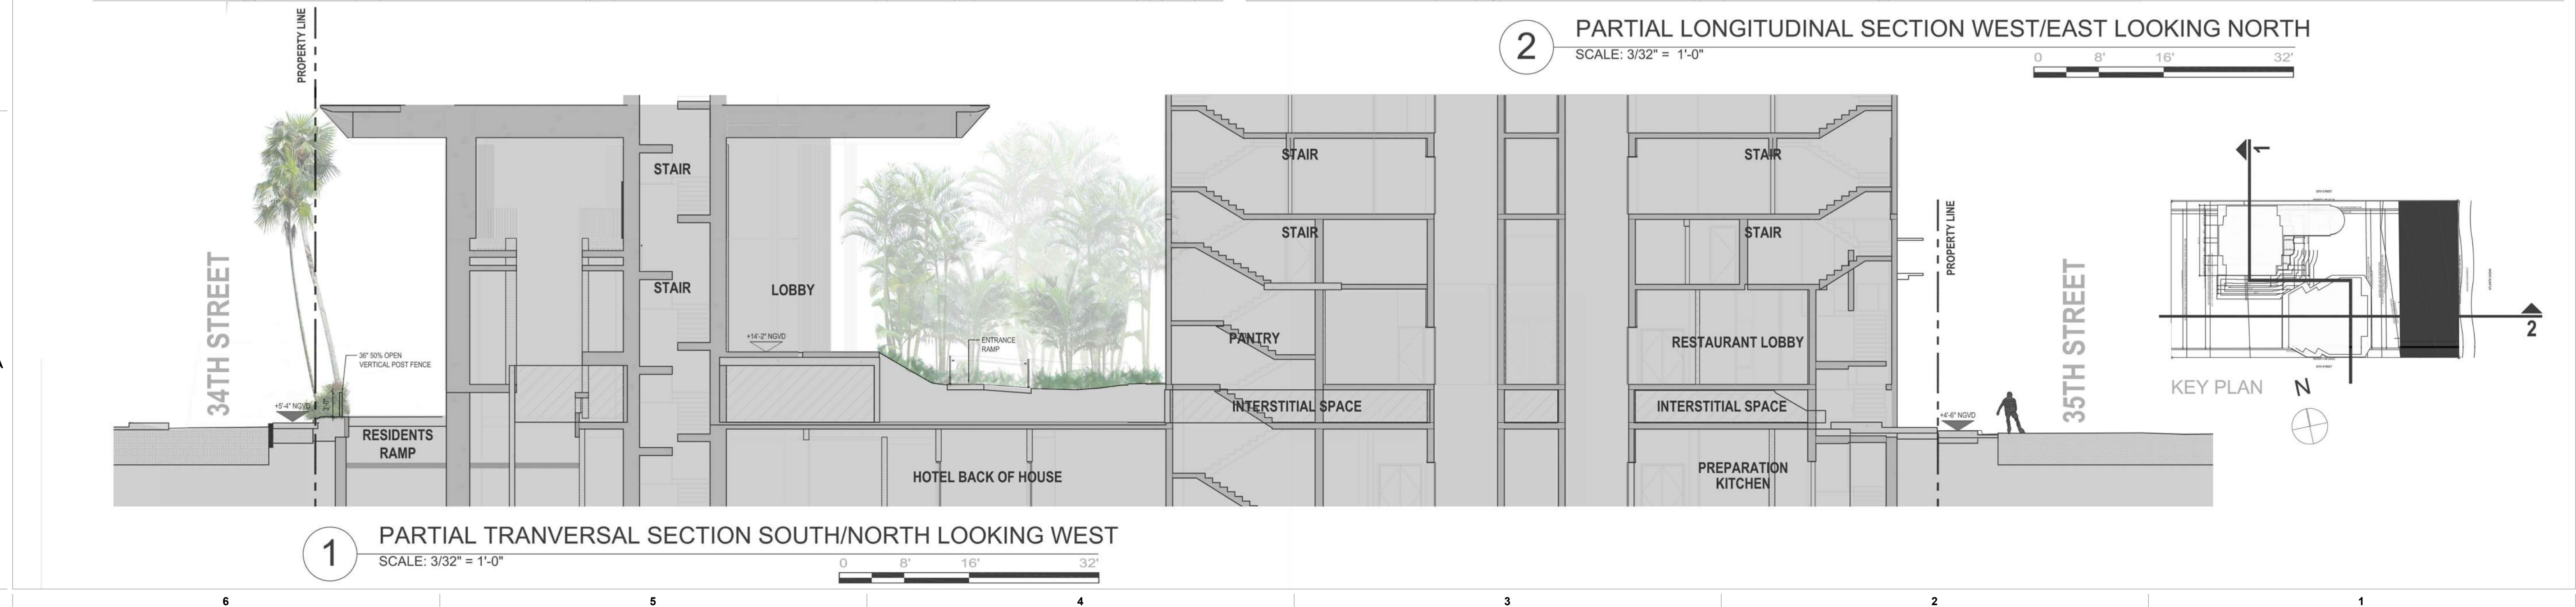 PROPERTY LINE
2
PARTIAL LONGITUDINAL SECTION WEST/EAST LOOKING NORTH
SCALE: 3/32" = 1'-0"
0 8' 16' 32'
34TH STREET
36" 50% OPEN
VERTICAL POST FENCE
+5'-4" NGVD
RESIDENTS
RAMP
STAIR
STAIR
LOBBY
+14'-2" NGVD
ENTRANCE
RAMP
HOTEL BACK OF HOUSE
STAIR
STAIR
PANTRY
INTERSTITIAL SPACE
STAIR
STAIR
RESTAURANT LOBBY
INTERSTITIAL SPACE
PREPARATION
KITCHEN
PROPERTY LINE
+4'-6" NGVD
35TH STREET
1
2
KEY PLAN
N
1
PARTIAL TRANVERSAL SECTION SOUTH/NORTH LOOKING WEST
SCALE: 3/32" = 1'-0"
0 8' 16' 32'
6 5 4 3 2 1